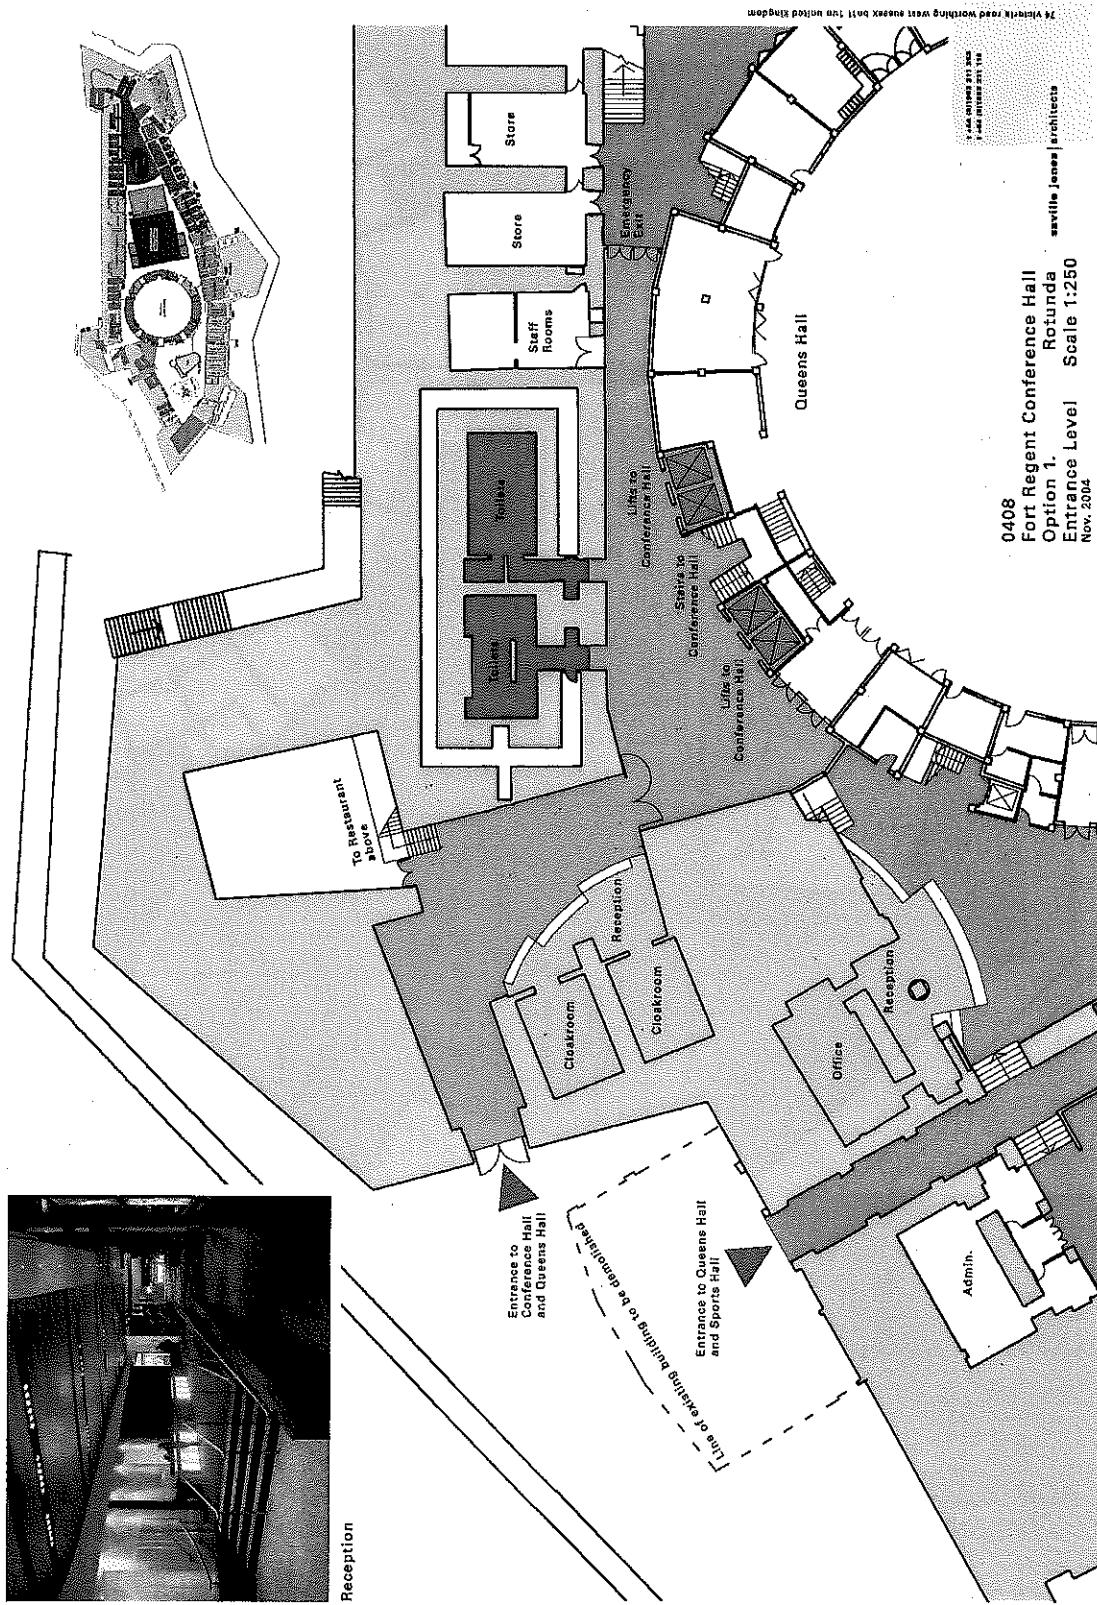 Reception
Entrance to
Conference Hall
and Queens Hall
Line of existing building to be demolished
Entrance to Queens Hall
and Sports Hall
Admin.
Cloakroom
Cloakroom
Reception
Office
Reception
To Restaurant
above
Toilets
Toilets
Lifts to
Conference Hall
Stairs to
Conference Hall
Lifts to
Conference Hall
Staff
Rooms
Store
Store
Emergency
Exit
Queens Hall
0408
Fort Regent Conference Hall
Option 1. Rotunda
Entrance Level Scale 1:250
Nov. 2004
saville jones | architects
74 victoria road worthing west sussex bn11 1un united kingdom